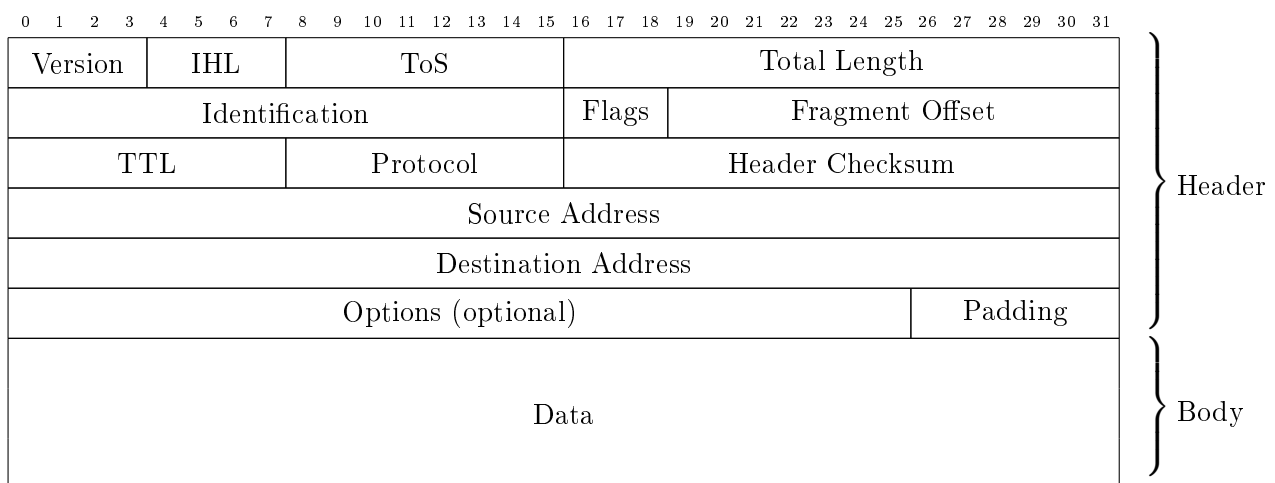 0 1 2 3 4 5 6 7 8 9 10 11 12 13 14 15 16 17 18 19 20 21 22 23 24 25 26 27 28 29 30 31
Version IHL ToS Total Length
Identification Flags Fragment Offset
TTL Protocol Header Checksum
Header
Source Address
Destination Address
Options (optional) Padding
Data
Body